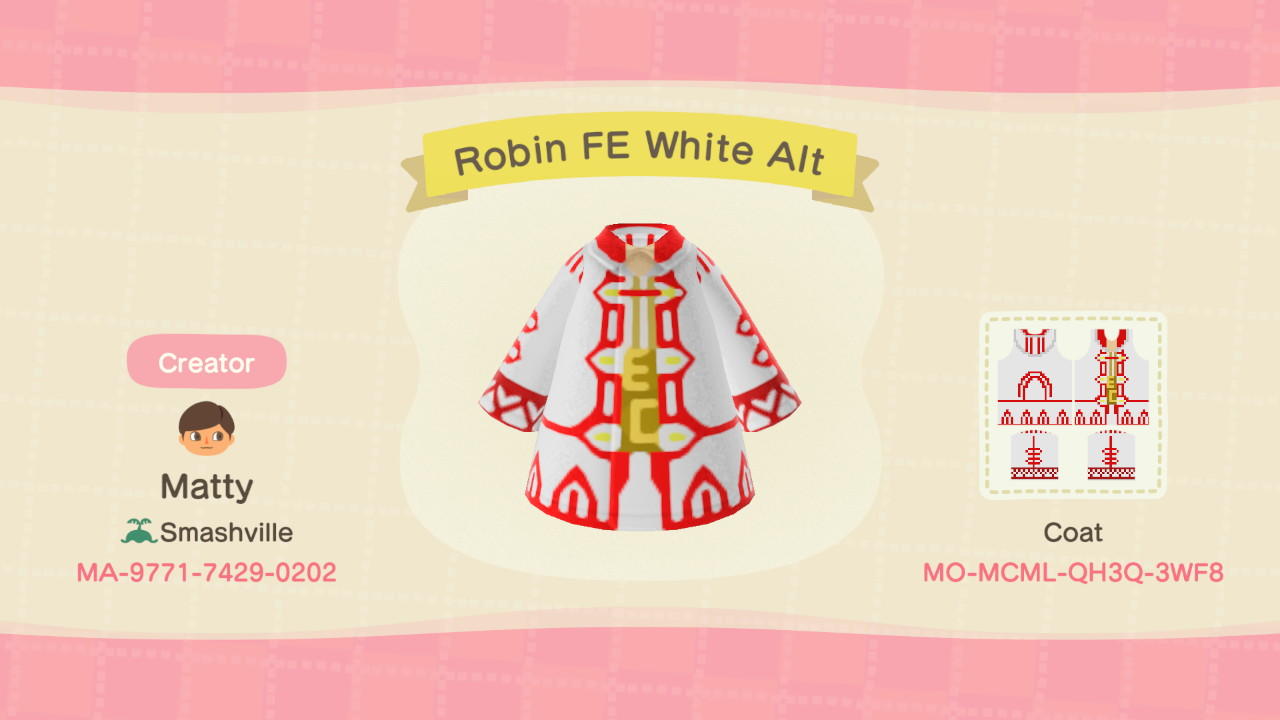 Robin FE White Alt
Creator
Matty
Smashville
MA-9771-7429-0202
Coat
MO-MCML-QH3Q-3WF8